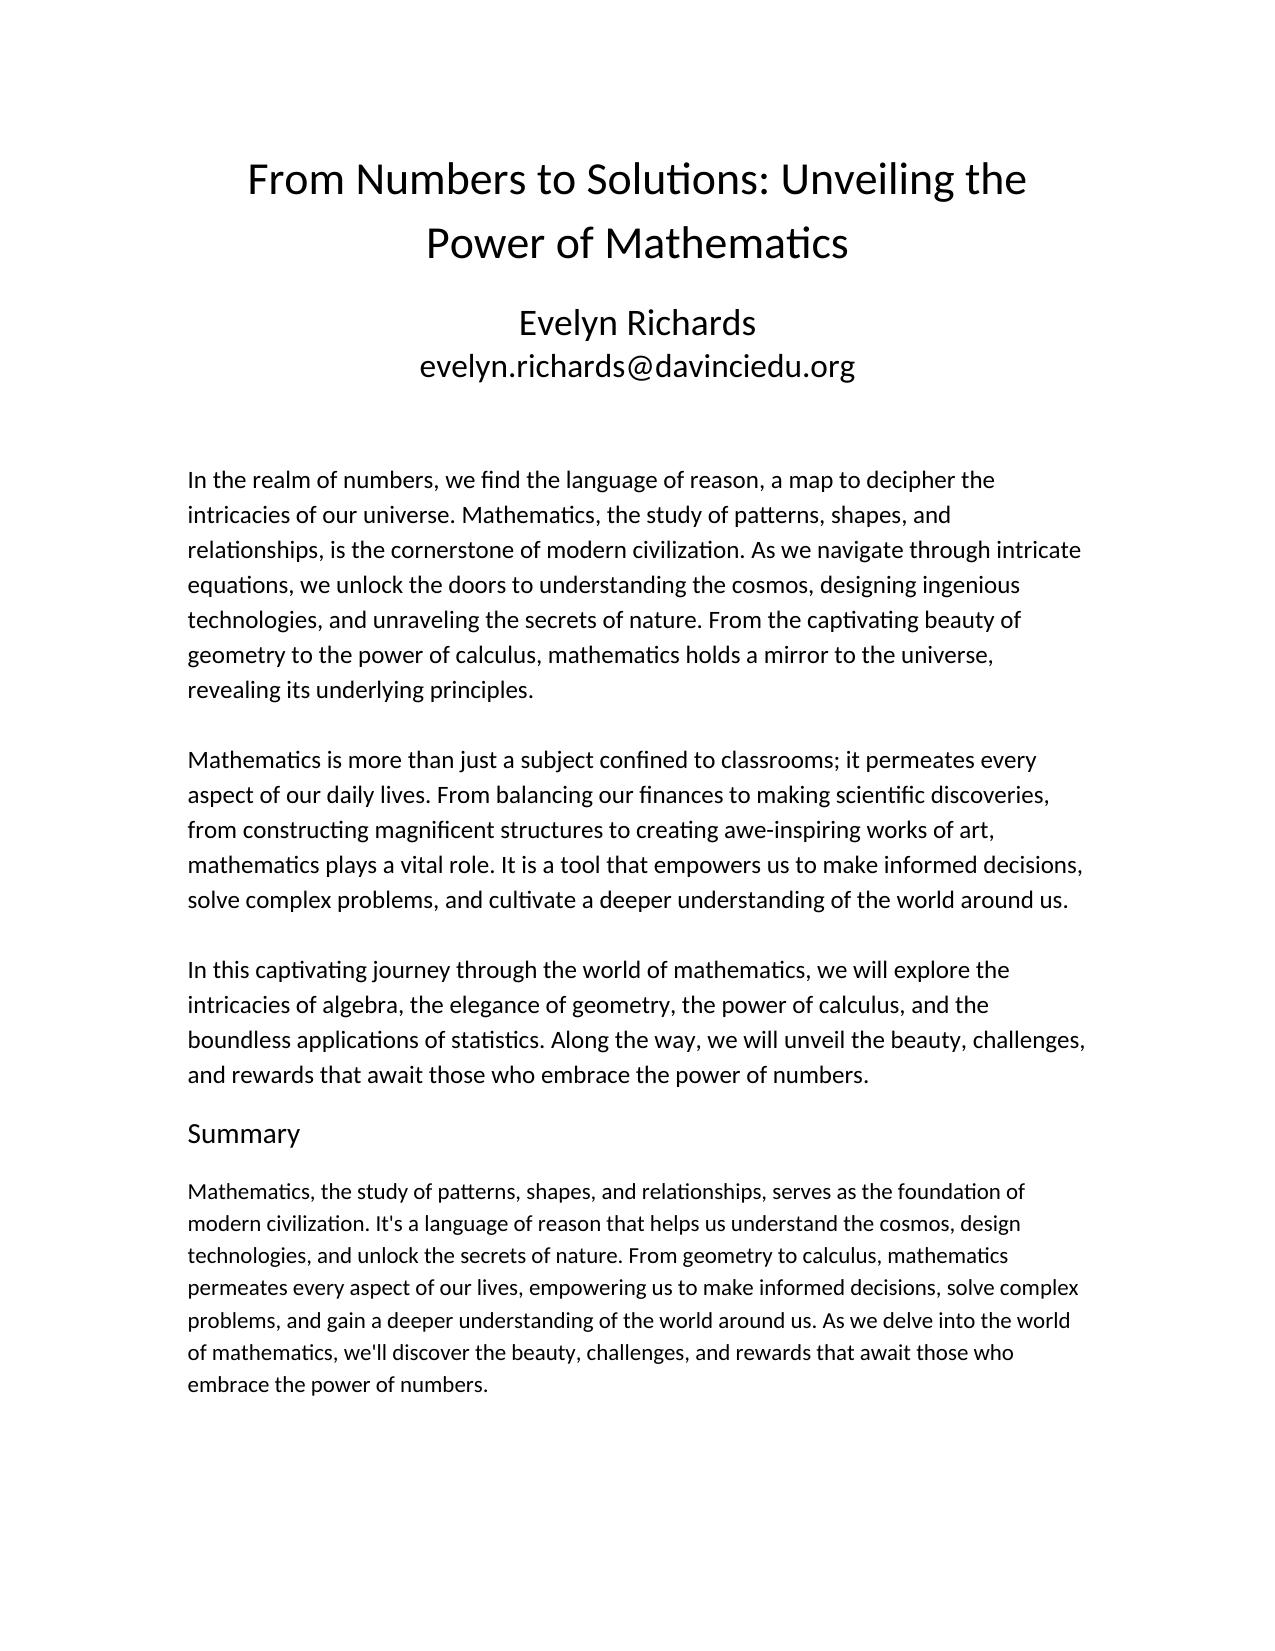 From Numbers to Solutions: Unveiling the
Power of Mathematics
Evelyn Richards
evelyn.richards@davinciedu.org
In the realm of numbers, we find the language of reason, a map to decipher the
intricacies of our universe. Mathematics, the study of patterns, shapes, and
relationships, is the cornerstone of modern civilization. As we navigate through intricate
equations, we unlock the doors to understanding the cosmos, designing ingenious
technologies, and unraveling the secrets of nature. From the captivating beauty of
geometry to the power of calculus, mathematics holds a mirror to the universe,
revealing its underlying principles.
Mathematics is more than just a subject confined to classrooms; it permeates every
aspect of our daily lives. From balancing our finances to making scientific discoveries,
from constructing magnificent structures to creating awe-inspiring works of art,
mathematics plays a vital role. It is a tool that empowers us to make informed decisions,
solve complex problems, and cultivate a deeper understanding of the world around us.
In this captivating journey through the world of mathematics, we will explore the
intricacies of algebra, the elegance of geometry, the power of calculus, and the
boundless applications of statistics. Along the way, we will unveil the beauty, challenges,
and rewards that await those who embrace the power of numbers.
Summary
Mathematics, the study of patterns, shapes, and relationships, serves as the foundation of
modern civilization. It's a language of reason that helps us understand the cosmos, design
technologies, and unlock the secrets of nature. From geometry to calculus, mathematics
permeates every aspect of our lives, empowering us to make informed decisions, solve complex
problems, and gain a deeper understanding of the world around us. As we delve into the world
of mathematics, we'll discover the beauty, challenges, and rewards that await those who
embrace the power of numbers.